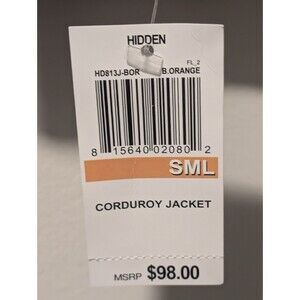 HIDDEN
FL_2
HD813J-BOR B.ORANGE
8 15640 02080 2
SML
CORDUROY JACKET
MSRP $98.00